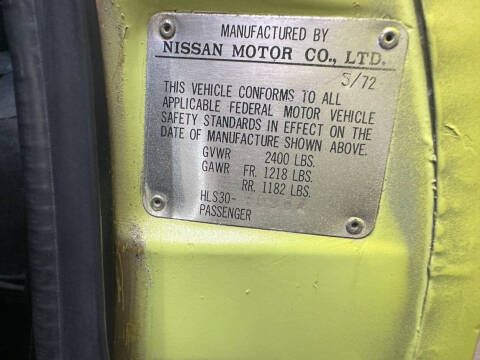 MANUFACTURED BY
NISSAN MOTOR CO., LTD.
5/72
THIS VEHICLE CONFORMS TO ALL
APPLICABLE FEDERAL MOTOR VEHICLE
SAFETY STANDARDS IN EFFECT ON THE
DATE OF MANUFACTURE SHOWN ABOVE.
GVWR 2400 LBS.
GAWR FR. 1218 LBS.
RR. 1182 LBS.
HLS30-
PASSENGER